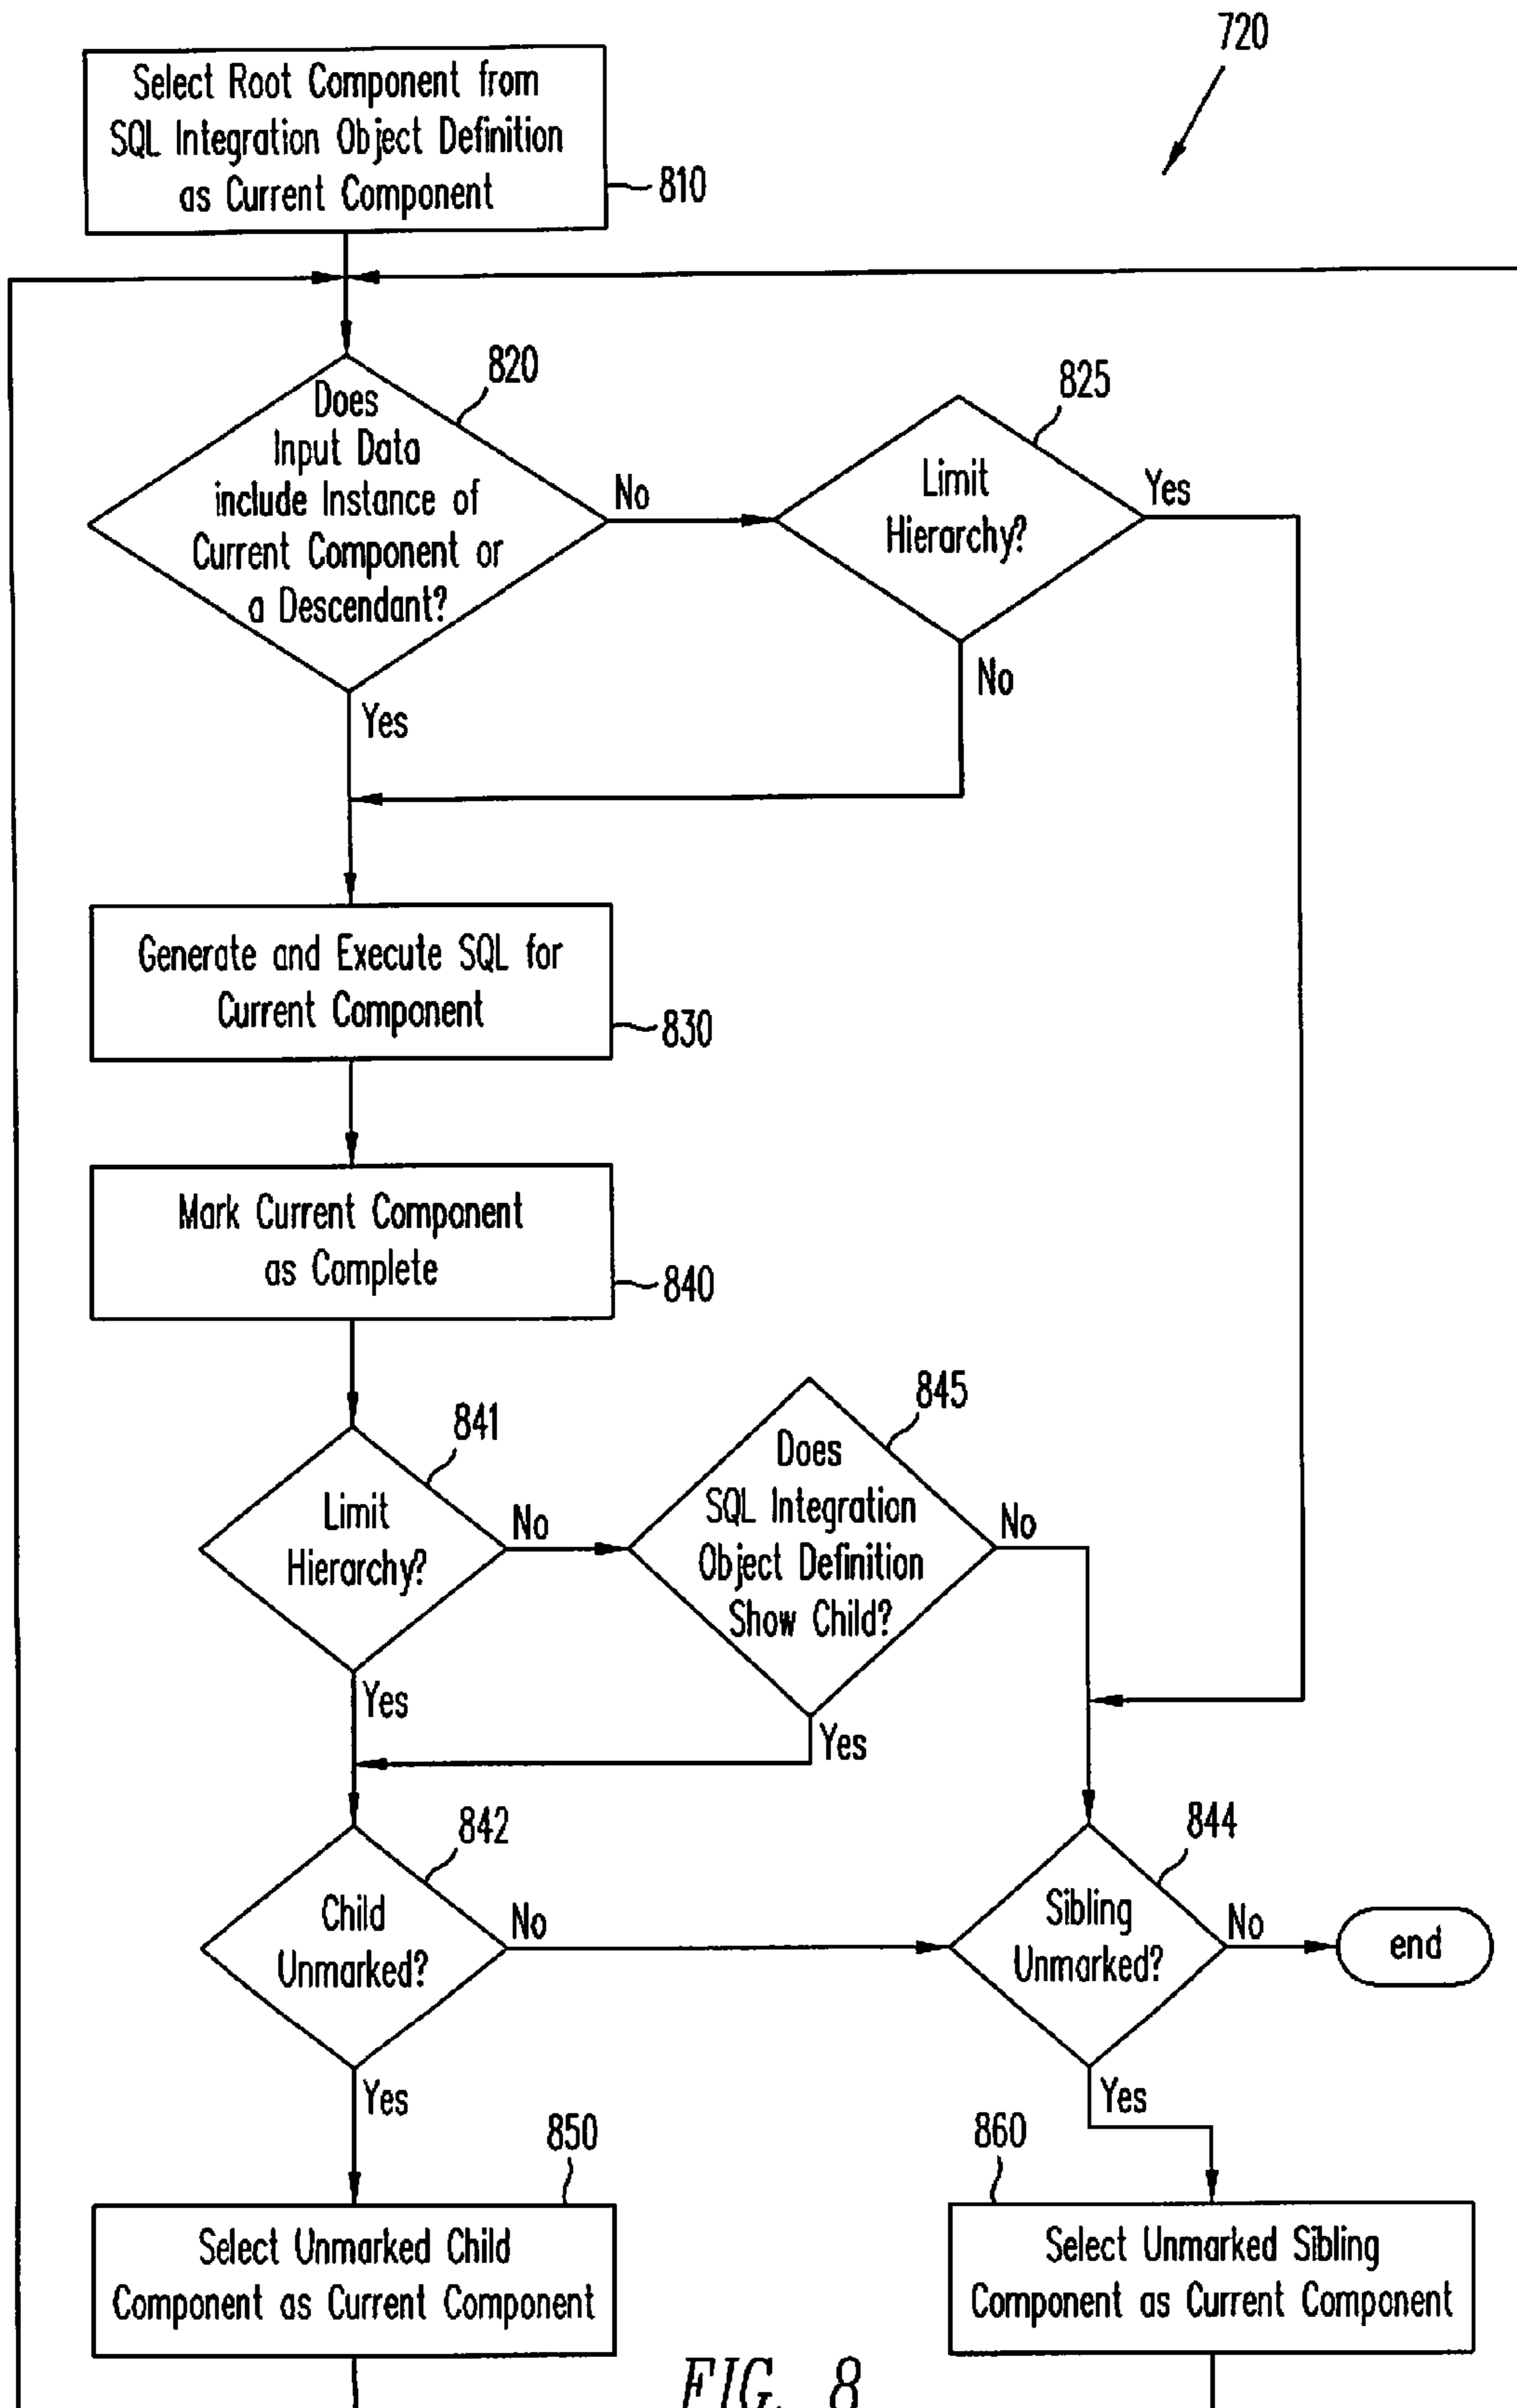 720
Select Root Component from
SQL Integration Object Definition
as Current Component
810
820
Does
Input Data
include Instance of
Current Component or
a Descendant?
No
Yes
825
Limit
Hierarchy?
Yes
No
Generate and Execute SQL for
Current Component
830
Mark Current Component
as Complete
840
841
Limit
Hierarchy?
No
Yes
845
Does
SQL Integration
Object Definition
Show Child?
No
Yes
842
Child
Unmarked?
No
Yes
844
Sibling
Unmarked?
No
end
Yes
850
Select Unmarked Child
Component as Current Component
860
Select Unmarked Sibling
Component as Current Component
FIG. 8